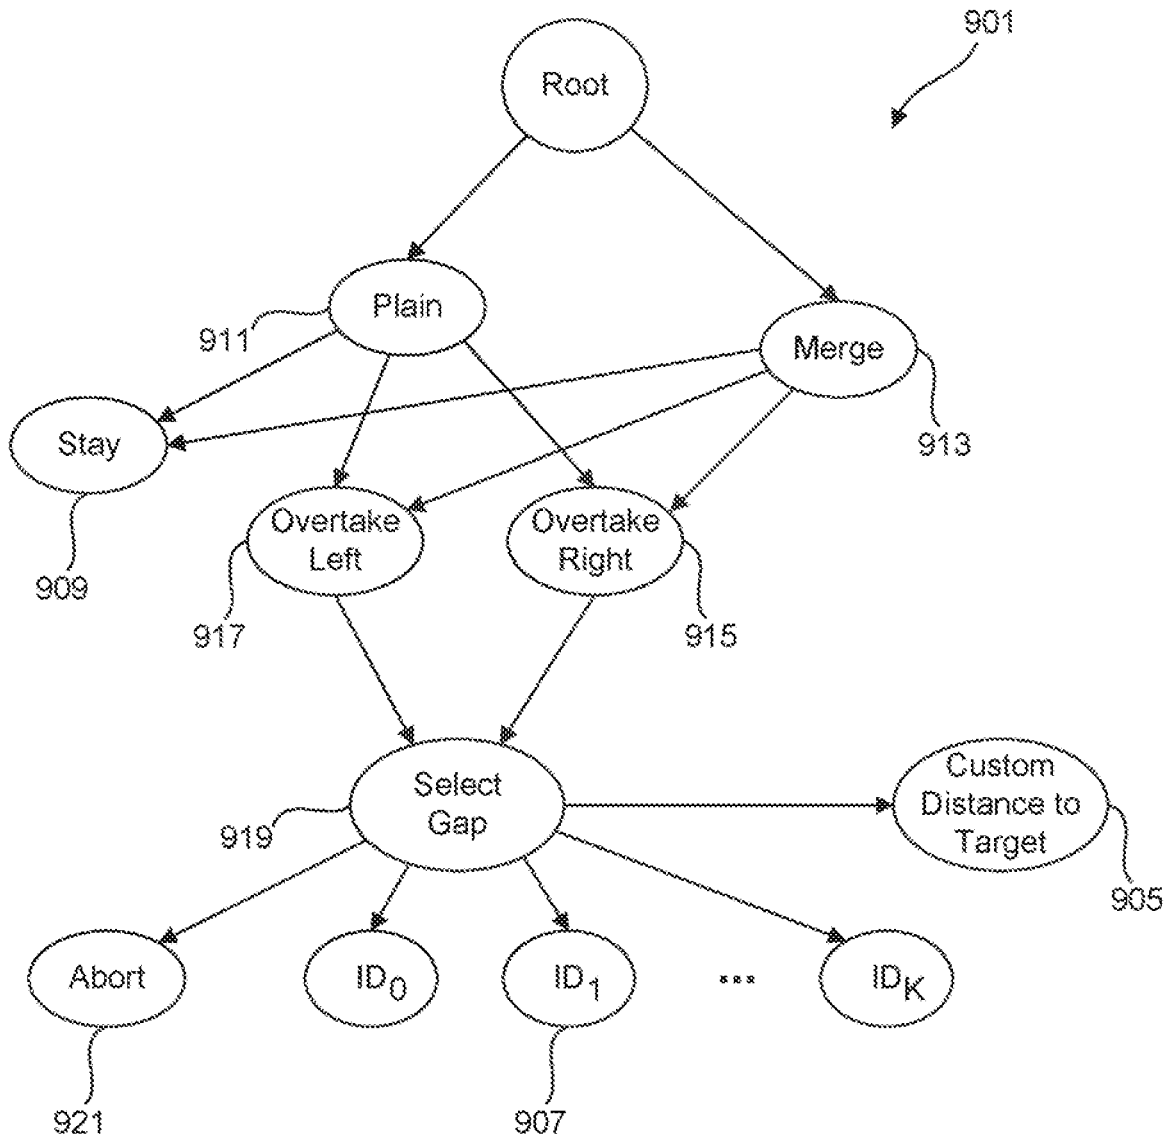 901
Root
Plain
911
Merge
913
Stay
909
Overtake
Left
917
Overtake
Right
915
Select
Gap
919
Custom
Distance to
Target
905
Abort
921
ID0
ID1
907
...
IDK